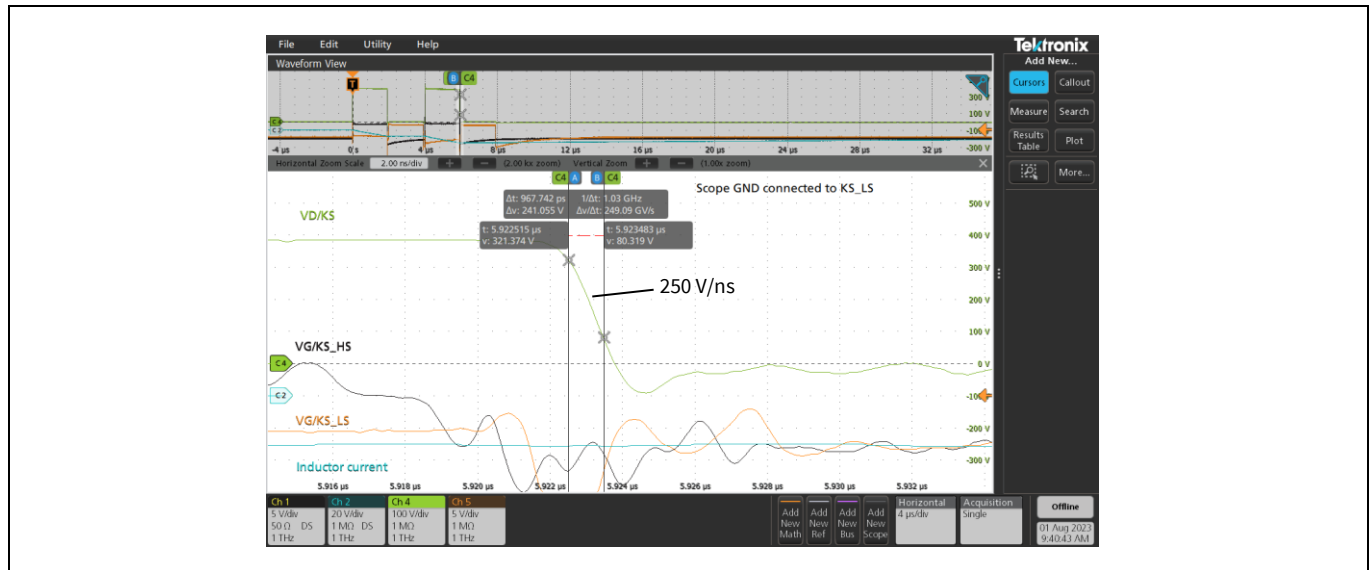 File Edit Utility Help
Tektronix
Waveform View
Add New...
Cursors Callout
Measure Search
Results Table Plot
More...
T
B C4
300 V
100 V
-100
-300 V
C2
-4 µs 0's 4 µs 8 µs 12 µs 16 µs 20 µs 24 µs 28 µs 32 µs
Horizontal Zoom Scale 2.00 ns/div + − (2.00 kx zoom) Vertical Zoom + − (1.00x zoom) ×
C4 A B C4
Scope GND connected to KS_LS
Δt: 967.742 ps 1/Δt: 1.03 GHz
Δv: 241.055 V Δv/Δt: 249.09 GV/s
t: 5.922515 µs
v: 321.374 V
t: 5.923483 µs
v: 80.319 V
VD/KS
500 V
400 V
300 V
250 V/ns
200 V
100 V
VG/KS_HS
C4
0 V
C2
-100
VG/KS_LS
-200 V
Inductor current
-300 V
5.916 µs 5.918 µs 5.920 µs 5.922 µs 5.924 µs 5.926 µs 5.928 µs 5.930 µs 5.932 µs
Ch 1
5 V/div
50 Ω DS
1 THz
Ch 2
20 V/div
1 MΩ DS
1 THz
Ch 4
100 V/div
1 MΩ
1 THz
Ch 5
5 V/div
1 MΩ
1 THz
Add New Math
Add New Ref
Add New Bus
Add New Scope
Horizontal
4 µs/div
Acquisition
Single
Offline
01 Aug 2023
9:40:43 AM